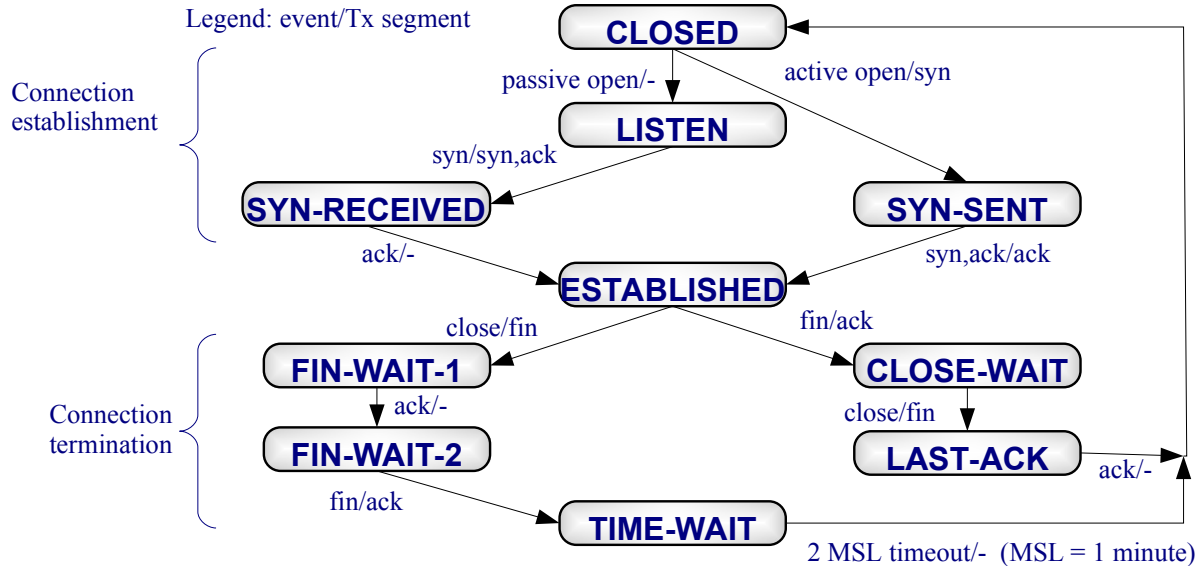 Legend: event/Tx segment
CLOSED
passive open/-
active open/syn
Connection
establishment
LISTEN
syn/syn,ack
SYN-RECEIVED
SYN-SENT
ack/-
syn,ack/ack
ESTABLISHED
close/fin
fin/ack
FIN-WAIT-1
CLOSE-WAIT
ack/-
close/fin
Connection
termination
FIN-WAIT-2
LAST-ACK
ack/-
fin/ack
TIME-WAIT
2 MSL timeout/- (MSL = 1 minute)